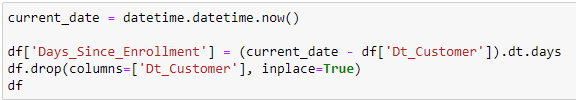 current_date = datetime.datetime.now()
df['Days_Since_Enrollment'] = (current_date - df['Dt_Customer']).dt.days
df.drop(columns=['Dt_Customer'], inplace=True)
df